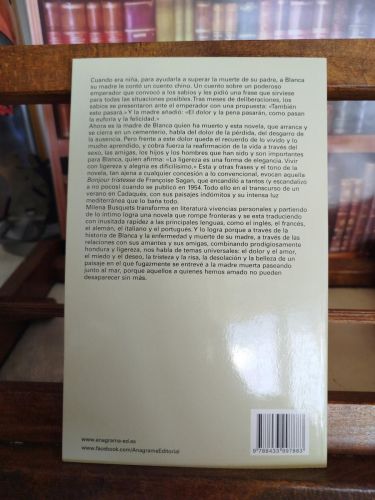 Cuando era niña, para ayudarla a superar la muerte de su padre, a Blanca
su madre le contó un cuento chino. Un cuento sobre un poderoso
emperador que convocó a los sabios y les pidió una frase que sirviese
para todas las situaciones posibles. Tras meses de deliberaciones, los
sabios se presentaron ante el emperador con una propuesta: «También
esto pasará.» Y la madre añadió: «El dolor y la pena pasarán, como pasan
la euforia y la felicidad.»
Ahora es la madre de Blanca quien ha muerto y esta novela, que arranca y
se cierra en un cementerio, habla del dolor de la pérdida, del desgarro de
la ausencia. Pero frente a este dolor queda el recuerdo de lo vivido y lo
mucho aprendido, y cobra fuerza la reafirmación de la vida a través del
sexo, las amigas, los hijos y los hombres que han sido y son importantes
para Blanca, quien afirma: «La ligereza es una forma de elegancia. Vivir
con ligereza y alegría es dificilísimo.» Esta y otras frases y el tono de la
novela, tan ajena a cualquier concesión a lo convencional, evocan aquella
Bonjour tristesse de Françoise Sagan, que encandiló a tantos (y escandalizó
a no pocos) cuando se publicó en 1954. Todo ello en el transcurso de un
verano en Cadaqués, con sus paisajes indómitos y su intensa luz
mediterránea que lo baña todo.
Milena Busquets transforma en literatura vivencias personales y partiendo
de lo íntimo logra una novela que rompe fronteras y se está traduciendo
con inusitada rapidez a las principales lenguas, como el inglés, el francés,
el alemán, el italiano y el portugués. Y lo logra porque a través de la
historia de Blanca y la enfermedad y muerte de su madre, a través de las
relaciones con sus amantes y sus amigas, combinando prodigiosamente
hondura y ligereza, nos habla de temas universales: el dolor y el amor,
el miedo y el deseo, la tristeza y la risa, la desolación y la belleza de un
paisaje en el que fugazmente se entrevé a la madre muerta paseando
junto al mar, porque aquellos a quienes hemos amado no pueden
desaparecer sin más.
www.anagrama-ed.es
www.facebook.com/AnagramaEditorial
9 788433 997883